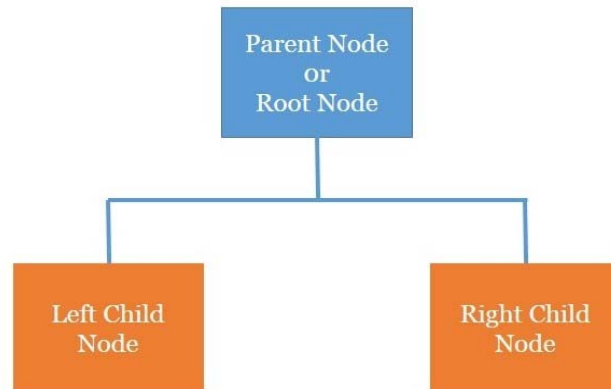 Parent Node
or
Root Node
Left Child
Node
Right Child
Node